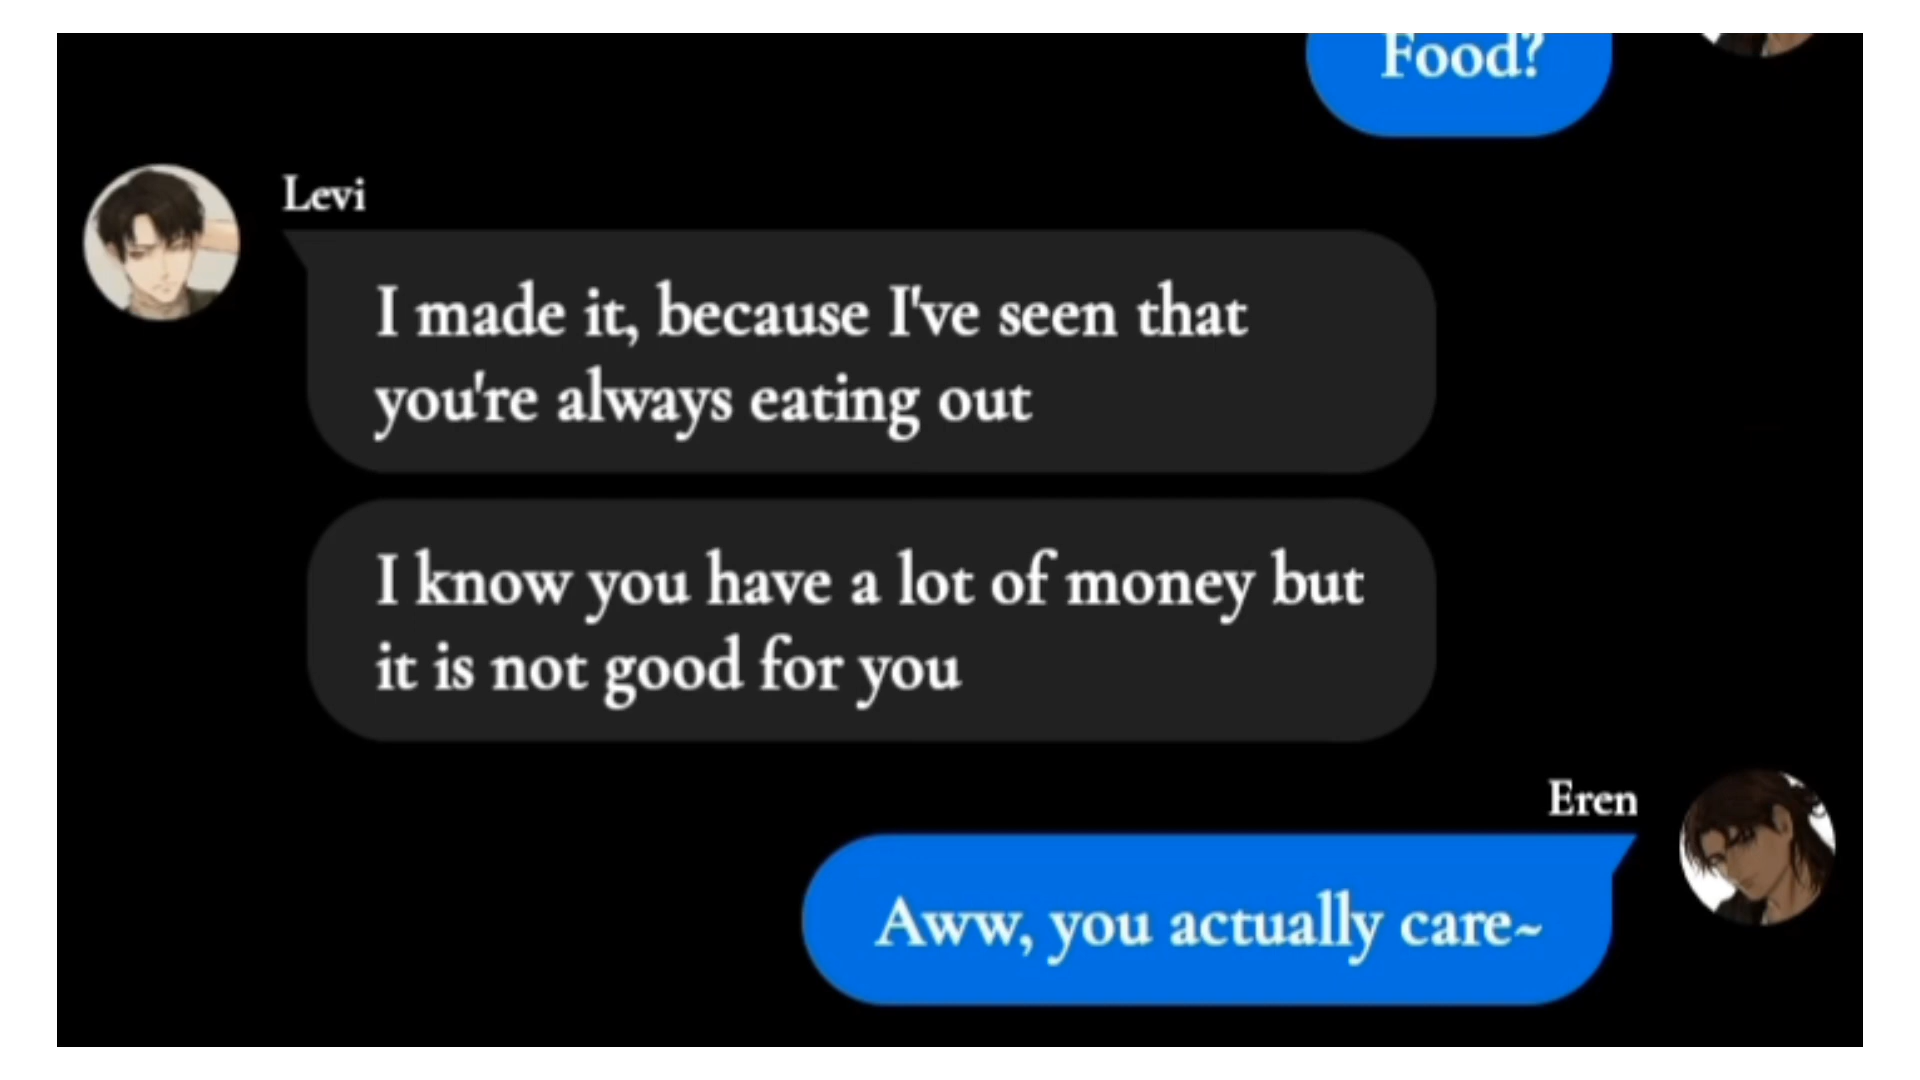 Food?
Levi
I made it, because I've seen that
you're always eating out
I know you have a lot of money but
it is not good for you
Eren
Aww, you actually care~